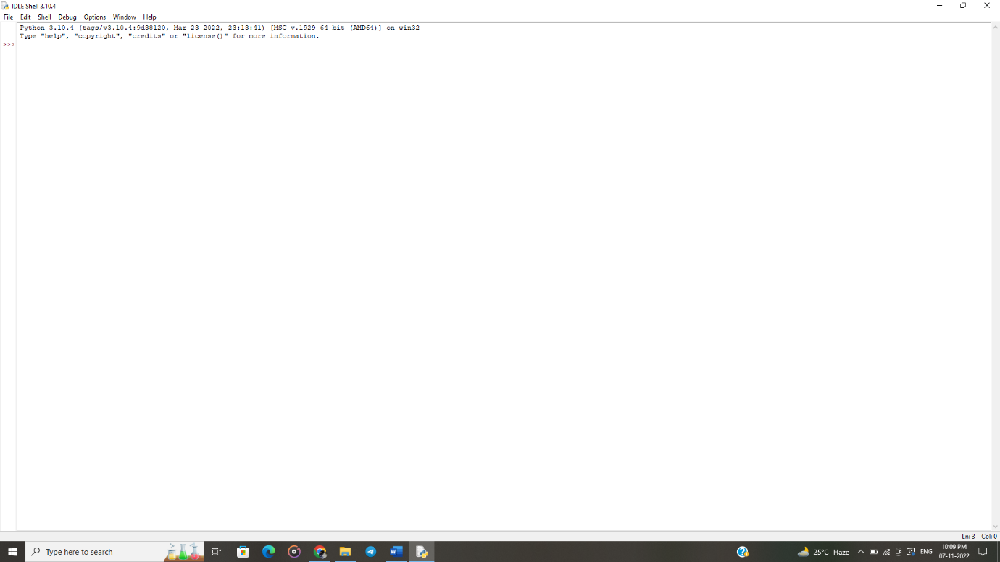 IDLE Shell 3.10.4
File Edit Shell Debug Options Window Help
Python 3.10.4 (tags/v3.10.4:9d38120, Mar 23 2022, 23:13:41) [MSC v.1929 64 bit (AMD64)] on win32
Type "help", "copyright", "credits" or "license()" for more information.
>>>
Ln: 3 Col: 0
Type here to search
25°C Haze
ENG
10:09 PM
07-11-2022